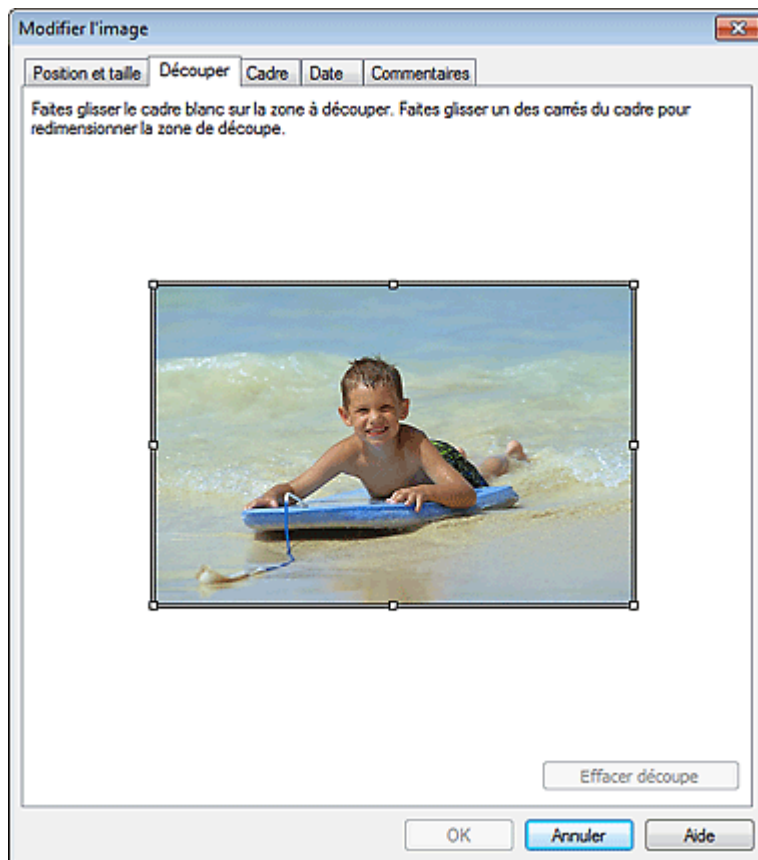 Modifier l'image
Position et taille Découper Cadre Date Commentaires
Faites glisser le cadre blanc sur la zone à découper. Faites glisser un des carrés du cadre pour
redimensionner la zone de découpe.
Effacer découpe
OK Annuler Aide